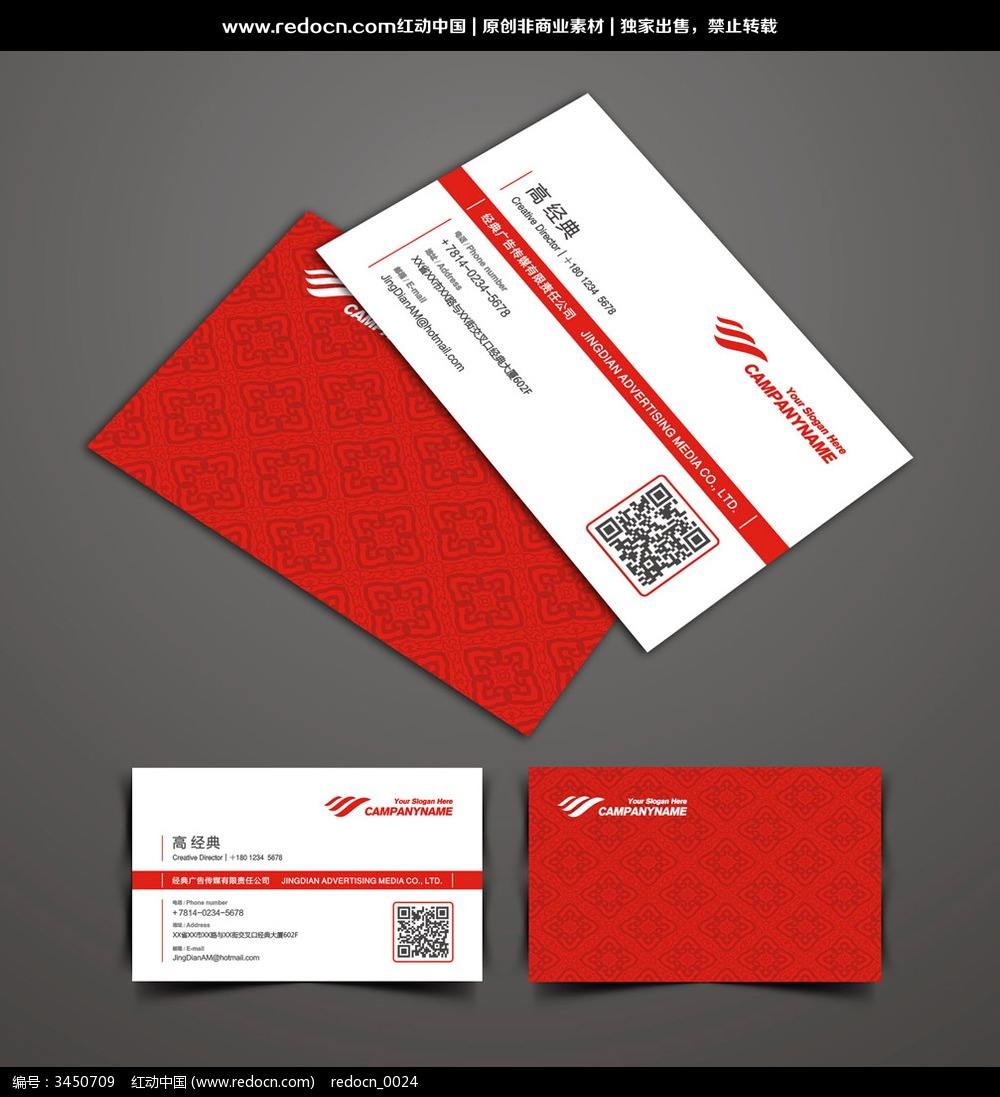 www.redocn.com红动中国 | 原创非商业素材 | 独家出售，禁止转载
高 经典
Creative Director | +180 1234 5678
经典广告传媒有限责任公司 JINGDIAN ADVERTISING MEDIA CO., LTD.
电话 / Phone number
+7814-0234-5678
地址 / Address
XX省XX市XX路与XX街交叉口经典大厦602F
邮箱 / E-mail
JingDianAM@hotmail.com
Your Slogan Here
CAMPANYNAME
CAMP
Your Slogan Here
CAMPANYNAME
高 经典
Creative Director | +180 1234 5678
经典广告传媒有限责任公司 JINGDIAN ADVERTISING MEDIA CO., LTD.
电话 / Phone number
+7814-0234-5678
地址 / Address
XX省XX市XX路与XX街交叉口经典大厦602F
邮箱 / E-mail
JingDianAM@hotmail.com
Your Slogan Here
CAMPANYNAME
编号：3450709 红动中国 (www.redocn.com) redocn_0024